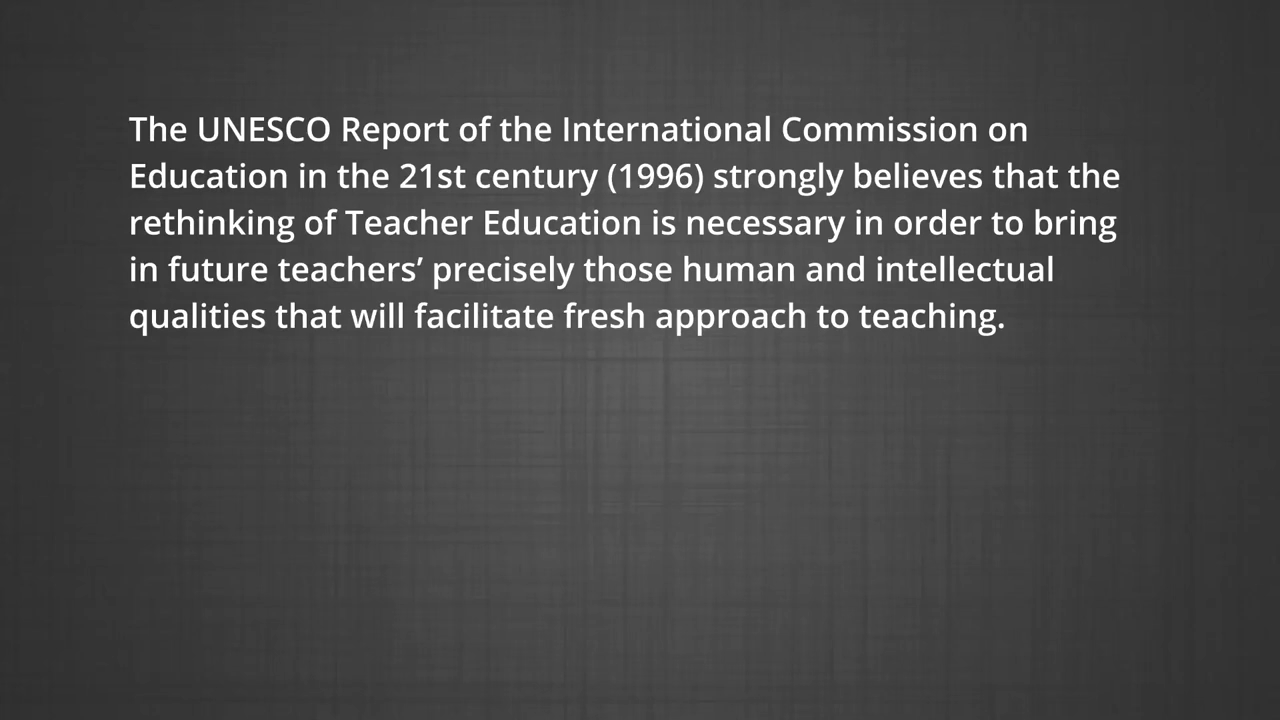 The UNESCO Report of the International Commission on
Education in the 21st century (1996) strongly believes that the
rethinking of Teacher Education is necessary in order to bring
in future teachers’ precisely those human and intellectual
qualities that will facilitate fresh approach to teaching.